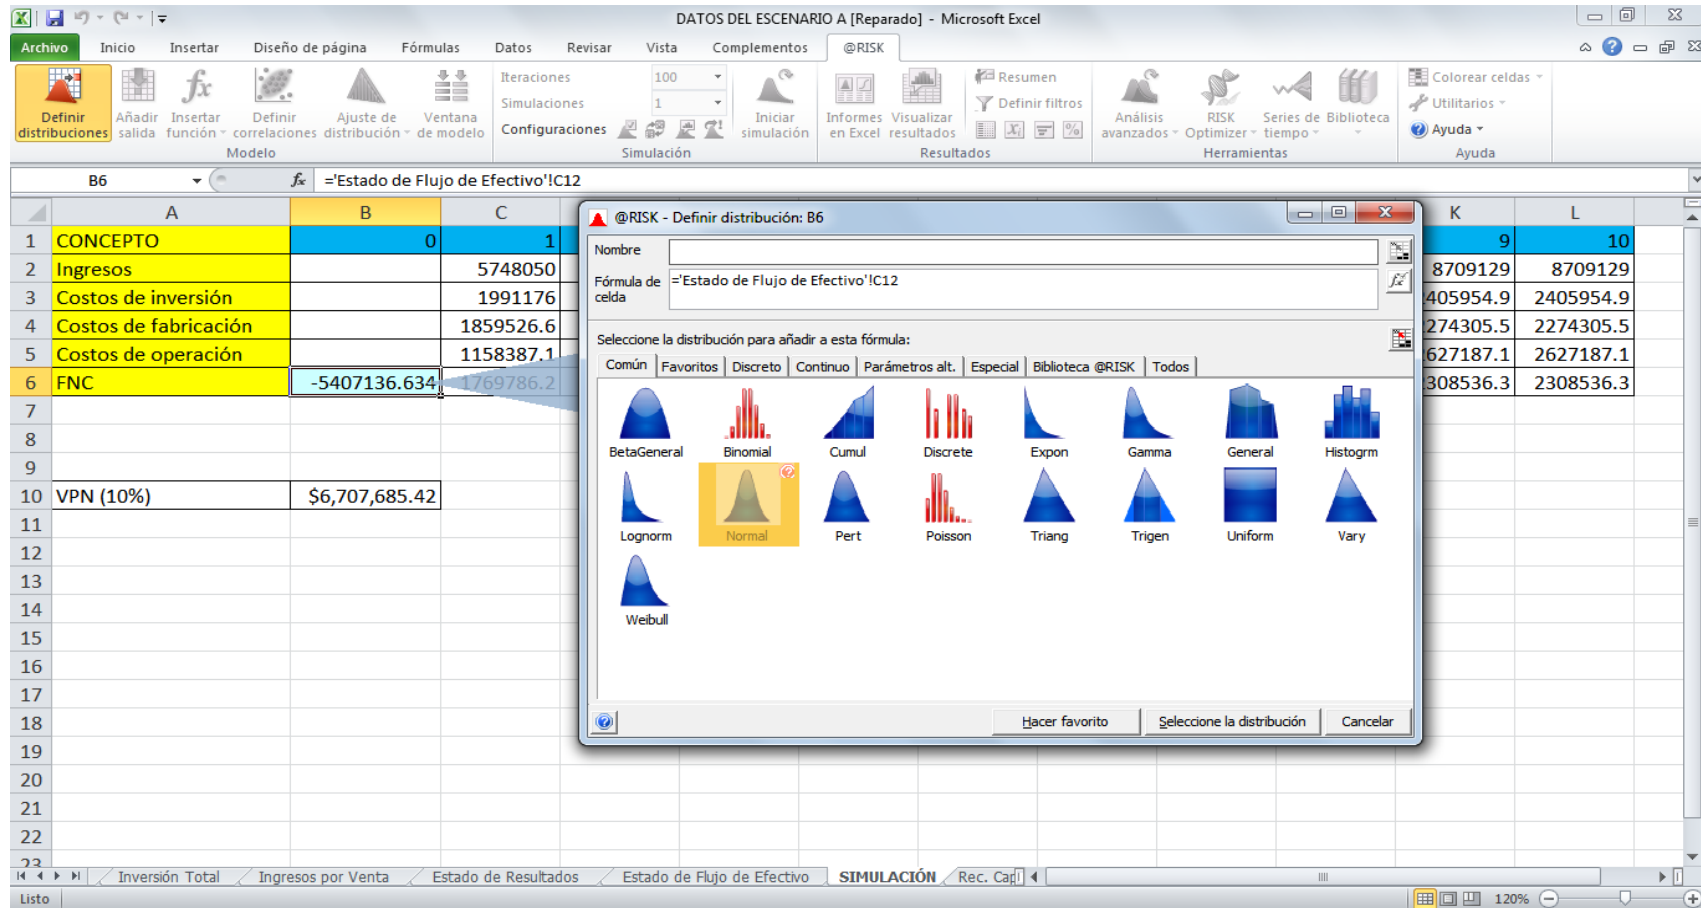 DATOS DEL ESCENARIO A [Reparado] - Microsoft Excel
Archivo Inicio Insertar Diseño de página Fórmulas Datos Revisar Vista Complementos @RISK
Definir distribuciones
Añadir salida
Insertar función
Definir correlaciones
Ajuste de distribución
Ventana de modelo
Modelo
Iteraciones 100
Simulaciones 1
Configuraciones
Iniciar simulación
Simulación
Informes en Excel
Visualizar resultados
Resumen
Definir filtros
Resultados
Análisis avanzados
RISK Optimizer
Series de tiempo
Biblioteca
Herramientas
Colorear celdas
Utilitarios
Ayuda
Ayuda
B6 fx ='Estado de Flujo de Efectivo'!C12
A B C K L
1 CONCEPTO 0 1 9 10
2 Ingresos 5748050 8709129 8709129
3 Costos de inversión 1991176 2405954.9 2405954.9
4 Costos de fabricación 1859526.6 2274305.5 2274305.5
5 Costos de operación 1158387.1 2627187.1 2627187.1
6 FNC -5407136.634 1769786.2 2308536.3 2308536.3
7
8
9
10 VPN (10%) $6,707,685.42
11
12
13
14
15
16
17
18
19
20
21
22
23
@RISK - Definir distribución: B6
Nombre
Fórmula de celda ='Estado de Flujo de Efectivo'!C12
Seleccione la distribución para añadir a esta fórmula:
Común Favoritos Discreto Continuo Parámetros alt. Especial Biblioteca @RISK Todos
BetaGeneral Binomial Cumul Discrete Expon Gamma General Histogrm
Lognorm Normal Pert Poisson Triang Trigen Uniform Vary
Weibull
Hacer favorito Seleccione la distribución Cancelar
Inversión Total Ingresos por Venta Estado de Resultados Estado de Flujo de Efectivo SIMULACIÓN Rec. Cap
Listo 120%